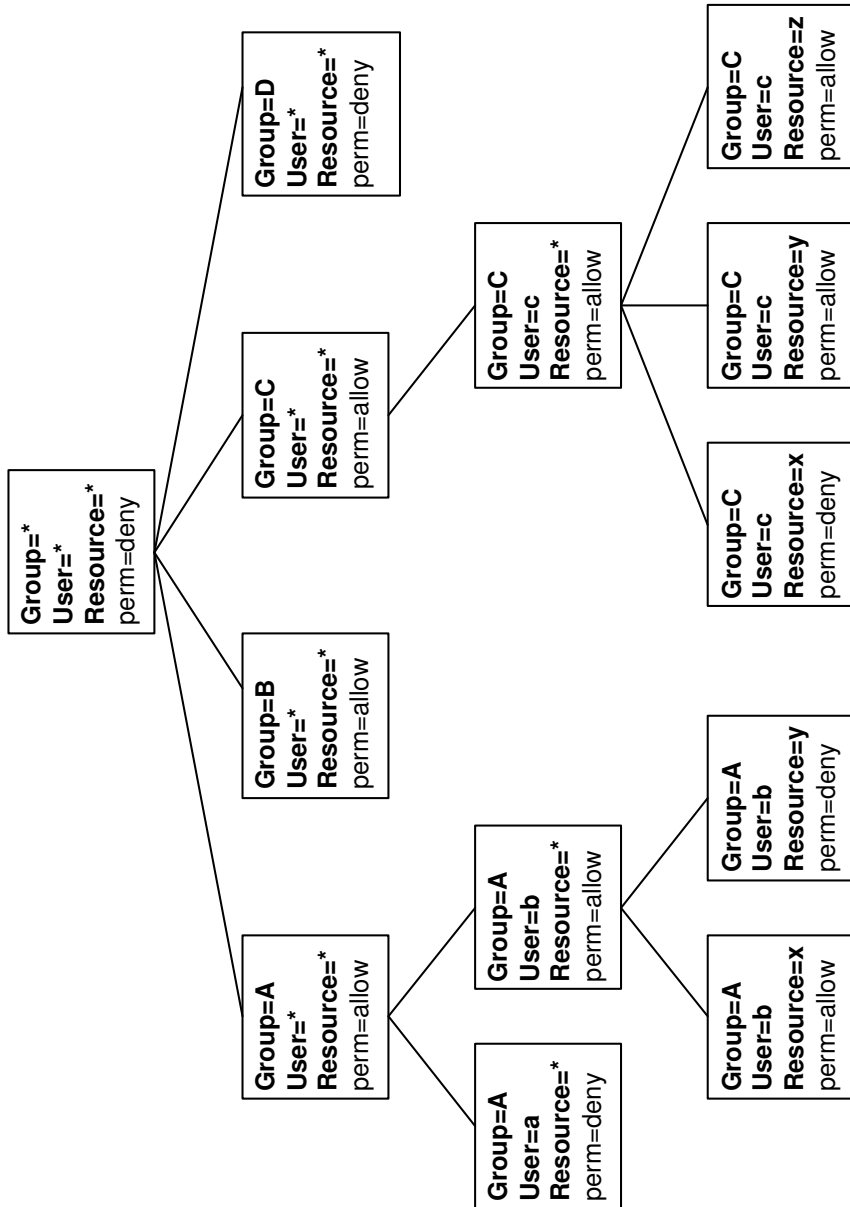 Group=*
User=*
Resource=*
perm=deny
Group=A
User=*
Resource=*
perm=allow
Group=B
User=*
Resource=*
perm=allow
Group=C
User=*
Resource=*
perm=allow
Group=D
User=*
Resource=*
perm=deny
Group=A
User=a
Resource=*
perm=deny
Group=A
User=b
Resource=*
perm=allow
Group=C
User=c
Resource=*
perm=allow
Group=A
User=b
Resource=x
perm=allow
Group=A
User=b
Resource=y
perm=deny
Group=C
User=c
Resource=x
perm=deny
Group=C
User=c
Resource=y
perm=allow
Group=C
User=c
Resource=z
perm=allow